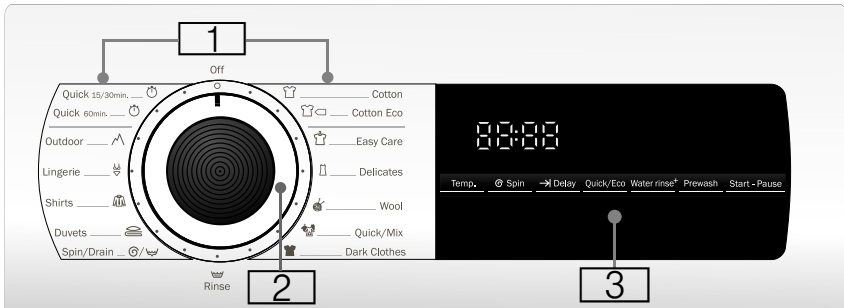 1
Off
Quick 15/30min.
Cotton
Quick 60min.
Cotton Eco
Outdoor
Easy Care
Lingerie
Delicates
Shirts
Wool
Duvets
Quick/Mix
Spin/Drain
/
Dark Clothes
Rinse
88:88
Temp. Spin Delay Quick/Eco Water rinse+ Prewash Start - Pause
2
3